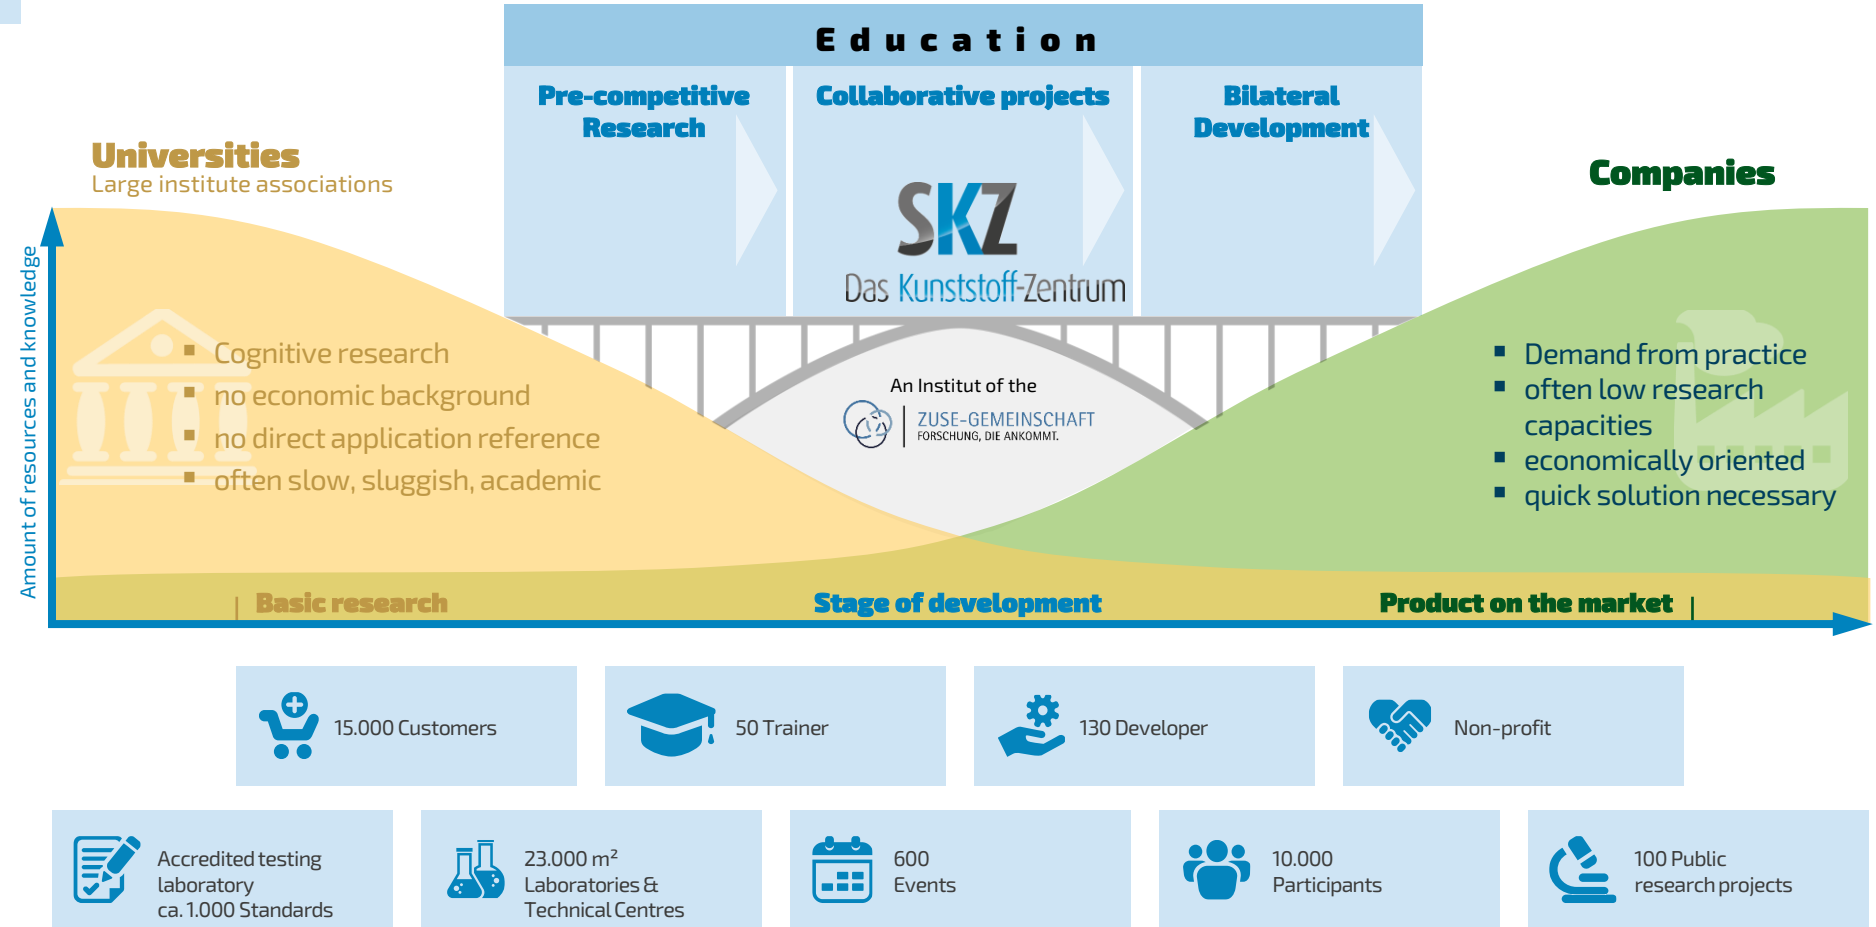 Education
Pre-competitive
Research
Collaborative projects
Bilateral
Development
Universities
Large institute associations
Companies
SKZ
Das Kunststoff-Zentrum
Amount of resources and knowledge
▪ Cognitive research
▪ no economic background
▪ no direct application reference
▪ often slow, sluggish, academic
An Institut of the
ZUSE-GEMEINSCHAFT
FORSCHUNG, DIE ANKOMMT.
▪ Demand from practice
▪ often low research
capacities
▪ economically oriented
▪ quick solution necessary
Basic research
Stage of development
Product on the market
15.000 Customers
50 Trainer
130 Developer
Non-profit
Accredited testing
laboratory
ca. 1.000 Standards
23.000 m²
Laboratories &
Technical Centres
600
Events
10.000
Participants
100 Public
research projects